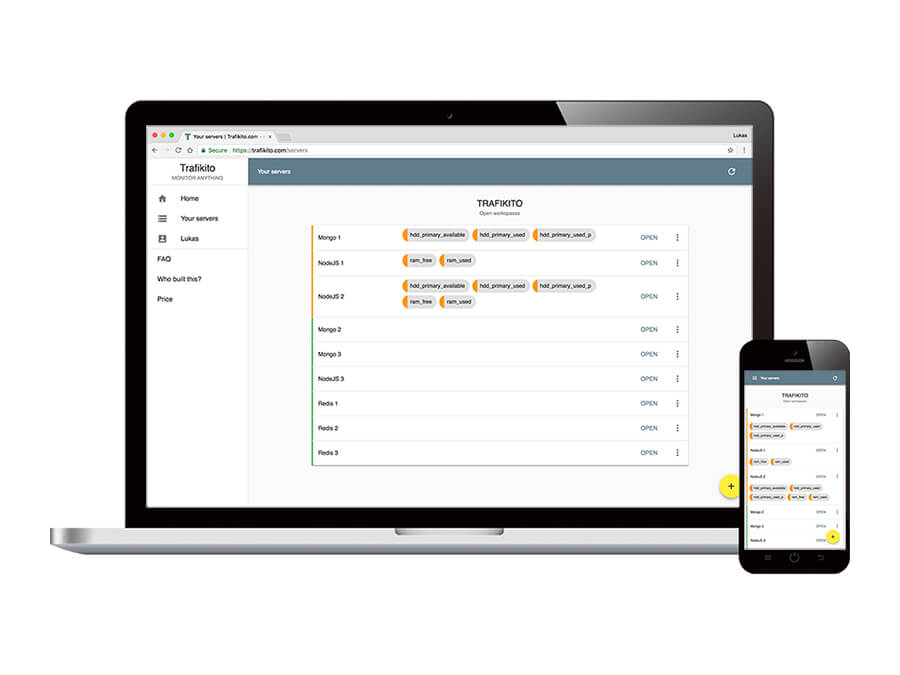 Your servers | Trafikito.com -
Lukas
Secure https://trafikito.com/servers
Trafikito
MONITOR ANYTHING
Home
Your servers
Lukas
FAQ
Who built this?
Price
Your servers
TRAFIKITO
Open workspaces
Mongo 1 hdd_primary_available hdd_primary_used hdd_primary_used_p OPEN
NodeJS 1 ram_free ram_used OPEN
NodeJS 2 hdd_primary_available hdd_primary_used hdd_primary_used_p OPEN
ram_free ram_used
Mongo 2 OPEN
Mongo 3 OPEN
NodeJS 3 OPEN
Redis 1 OPEN
Redis 2 OPEN
Redis 3 OPEN
+
Your servers
TRAFIKITO
Open workspaces
Mongo 1 OPEN
hdd_primary_available hdd_primary_used
hdd_primary_used_p
NodeJS 1 OPEN
ram_free ram_used
NodeJS 2 OPEN
hdd_primary_available hdd_primary_used
hdd_primary_used_p ram_free ram_used
Mongo 2 OPEN
Mongo 3 OPEN
NodeJS 3 OPEN
+